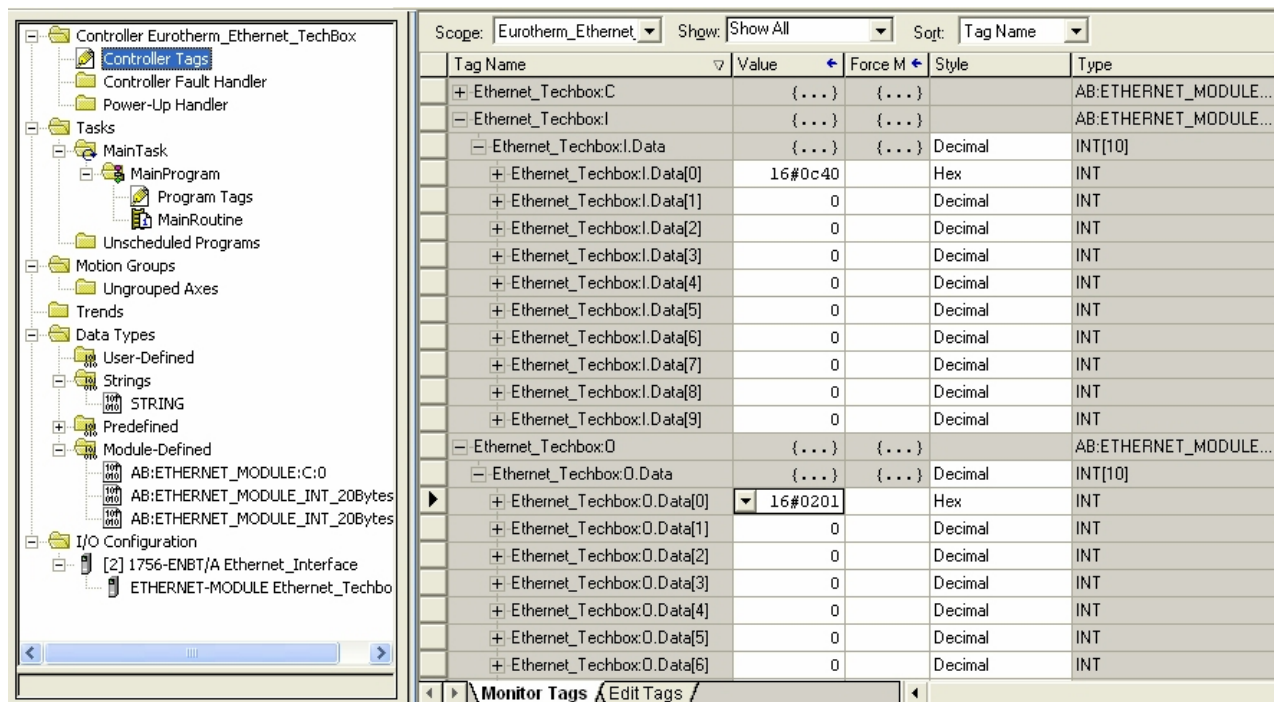 Controller Eurotherm_Ethernet_TechBox
Controller Tags
Controller Fault Handler
Power-Up Handler
Tasks
MainTask
MainProgram
Program Tags
MainRoutine
Unscheduled Programs
Motion Groups
Ungrouped Axes
Trends
Data Types
User-Defined
Strings
STRING
Predefined
Module-Defined
AB:ETHERNET_MODULE:C:0
AB:ETHERNET_MODULE_INT_20Bytes
AB:ETHERNET_MODULE_INT_20Bytes
I/O Configuration
[2] 1756-ENBT/A Ethernet_Interface
ETHERNET-MODULE Ethernet_Techbo
Scope: Eurotherm_Ethernet_ Show: Show All Sort: Tag Name
Tag Name Value Force M Style Type
Ethernet_Techbox:C {...} {...} AB:ETHERNET_MODULE...
Ethernet_Techbox:I {...} {...} AB:ETHERNET_MODULE...
Ethernet_Techbox:I.Data {...} {...} Decimal INT[10]
Ethernet_Techbox:I.Data[0] 16#0c40 Hex INT
Ethernet_Techbox:I.Data[1] 0 Decimal INT
Ethernet_Techbox:I.Data[2] 0 Decimal INT
Ethernet_Techbox:I.Data[3] 0 Decimal INT
Ethernet_Techbox:I.Data[4] 0 Decimal INT
Ethernet_Techbox:I.Data[5] 0 Decimal INT
Ethernet_Techbox:I.Data[6] 0 Decimal INT
Ethernet_Techbox:I.Data[7] 0 Decimal INT
Ethernet_Techbox:I.Data[8] 0 Decimal INT
Ethernet_Techbox:I.Data[9] 0 Decimal INT
Ethernet_Techbox:O {...} {...} AB:ETHERNET_MODULE...
Ethernet_Techbox:O.Data {...} {...} Decimal INT[10]
Ethernet_Techbox:O.Data[0] 16#0201 Hex INT
Ethernet_Techbox:O.Data[1] 0 Decimal INT
Ethernet_Techbox:O.Data[2] 0 Decimal INT
Ethernet_Techbox:O.Data[3] 0 Decimal INT
Ethernet_Techbox:O.Data[4] 0 Decimal INT
Ethernet_Techbox:O.Data[5] 0 Decimal INT
Ethernet_Techbox:O.Data[6] 0 Decimal INT
Monitor Tags Edit Tags